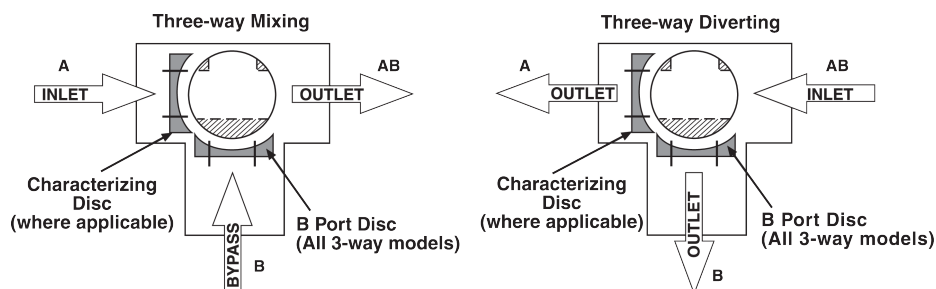 Three-way Mixing
A
INLET
AB
OUTLET
Characterizing
Disc
(where applicable)
BYPASS
B
B Port Disc
(All 3-way models)
Three-way Diverting
A
OUTLET
AB
INLET
Characterizing
Disc
(where applicable)
OUTLET
B
B Port Disc
(All 3-way models)